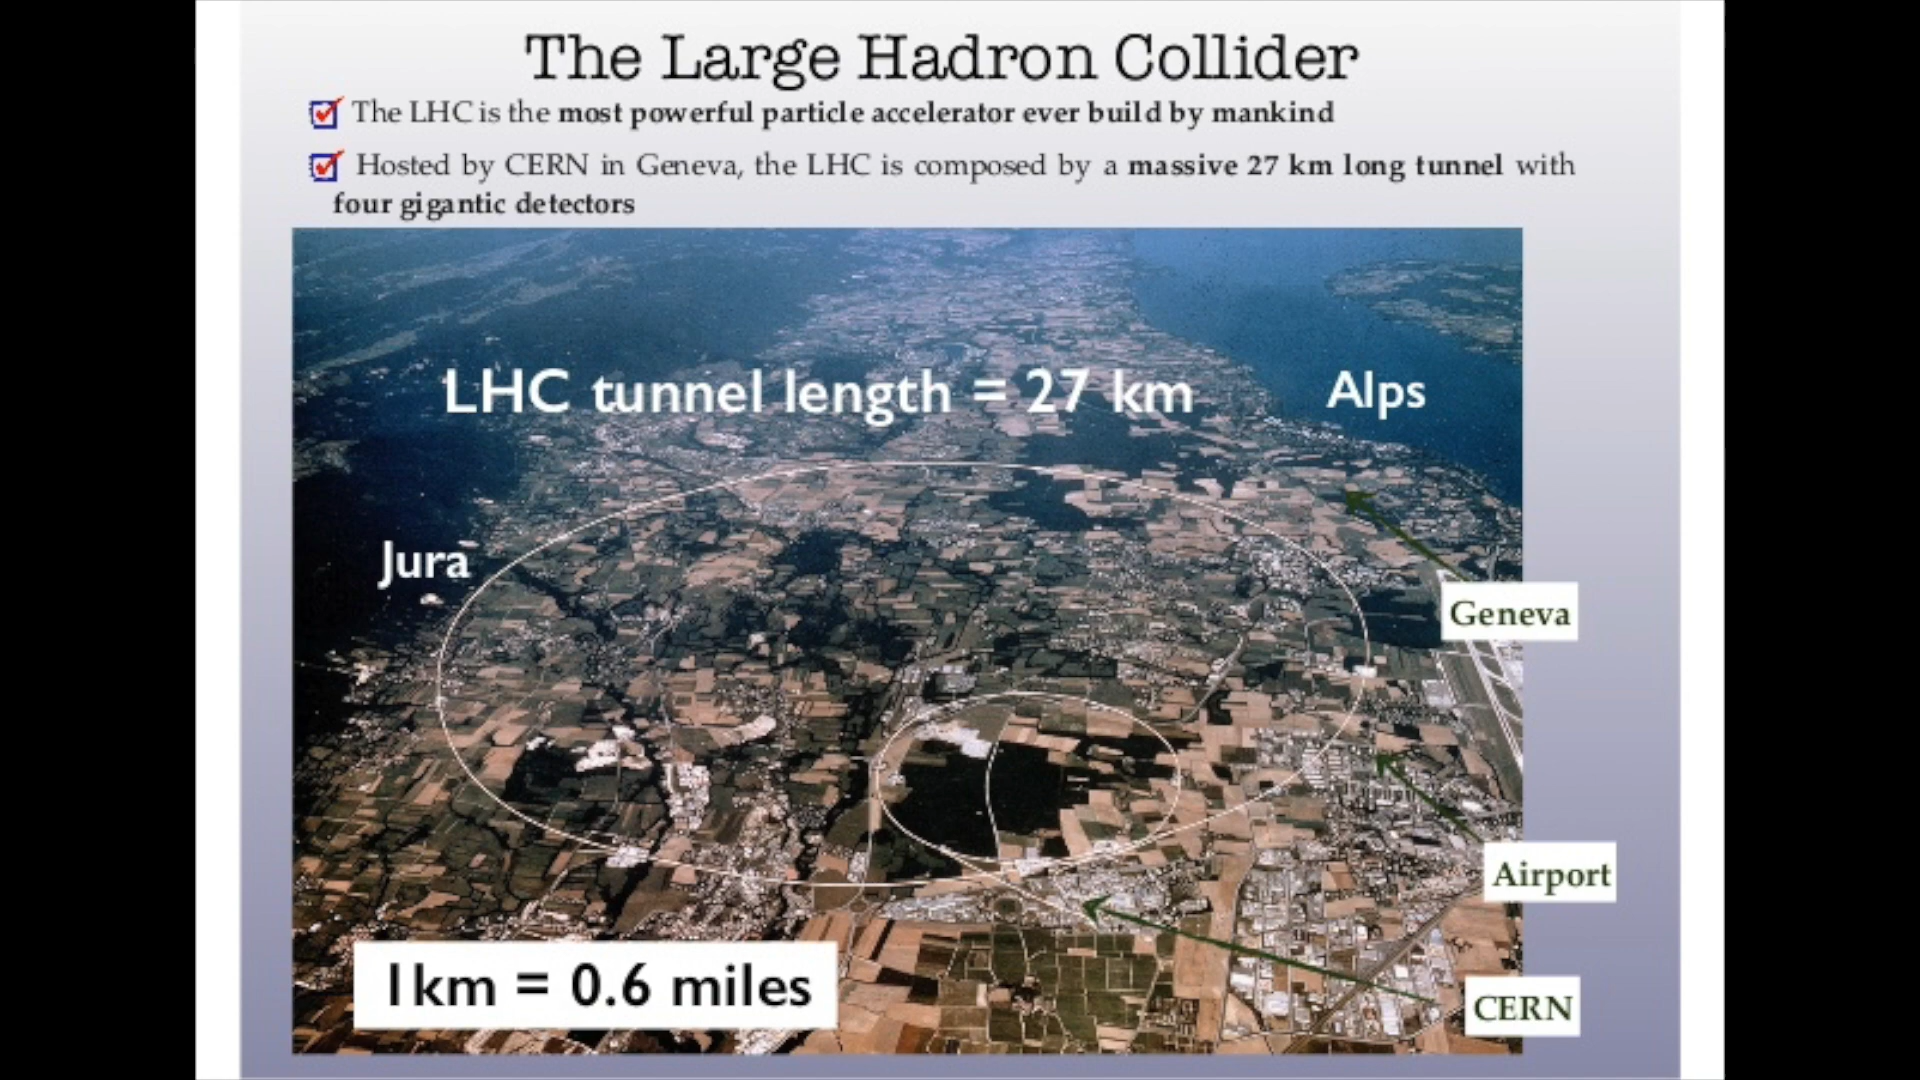 The Large Hadron Collider
The LHC is the most powerful particle accelerator ever build by mankind
Hosted by CERN in Geneva, the LHC is composed by a massive 27 km long tunnel with
four gigantic detectors
LHC tunnel length = 27 km
Alps
Jura
Geneva
Airport
1km = 0.6 miles
CERN